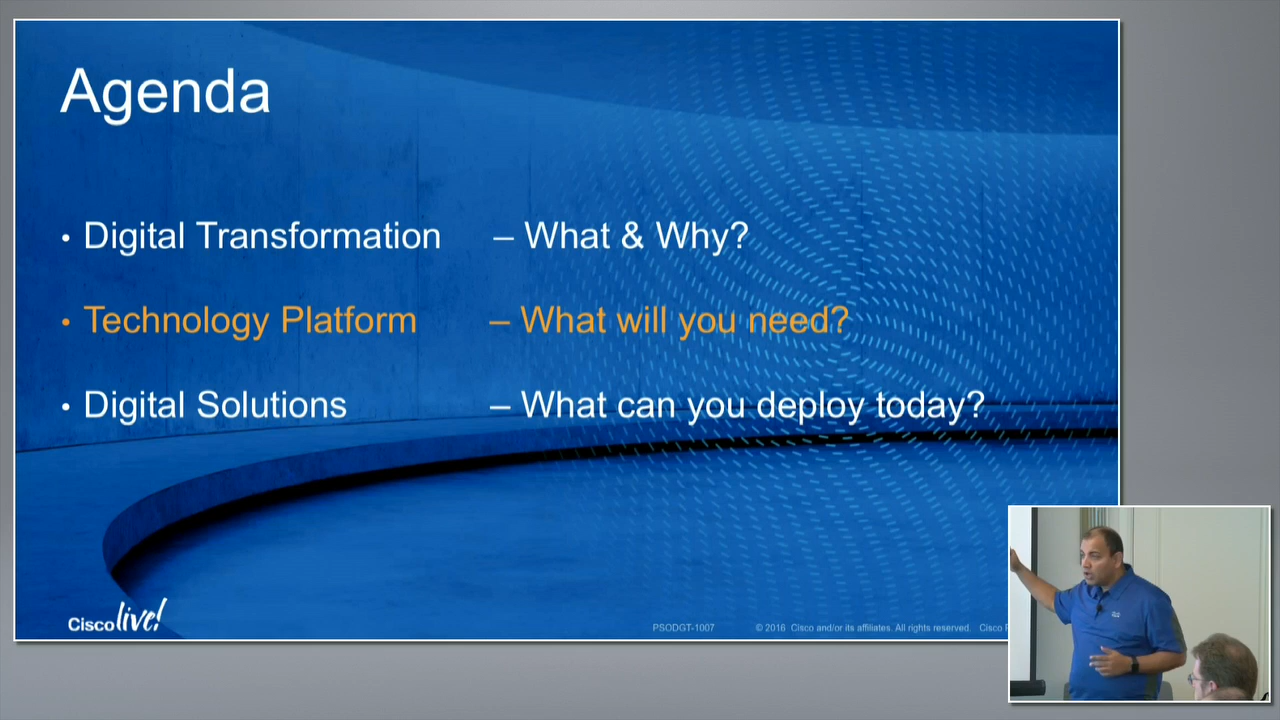 Agenda
• Digital Transformation – What & Why?
• Technology Platform – What will you need?
• Digital Solutions – What can you deploy today?
Cisco live!
PSODGT-1007 © 2016 Cisco and/or its affiliates. All rights reserved. Cisco